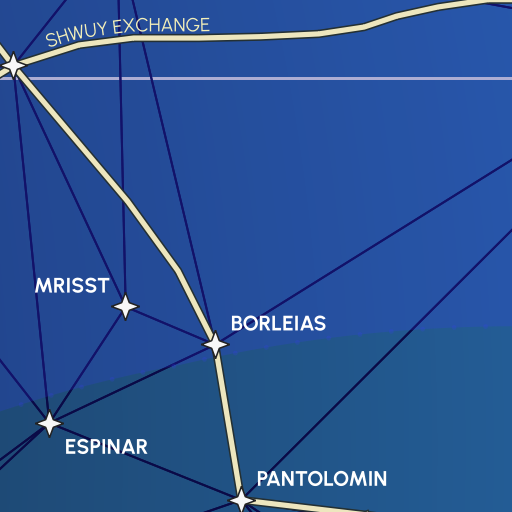 SHWUY EXCHANGE
MRISST
BORLEIAS
ESPINAR
PANTOLOMIN